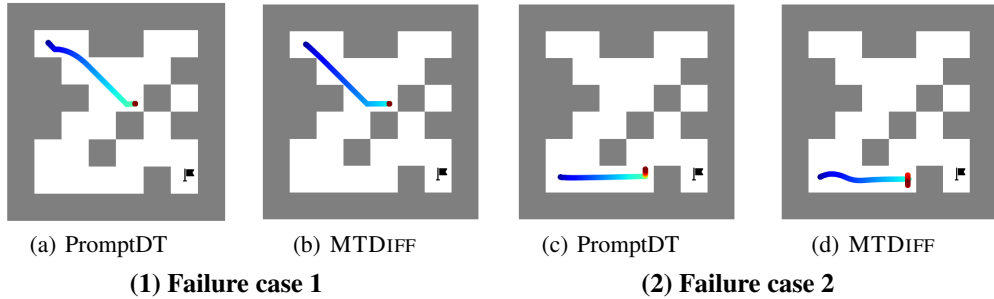 (a) PromptDT (b) MTDIFF (c) PromptDT (d) MTDIFF
(1) Failure case 1 (2) Failure case 2